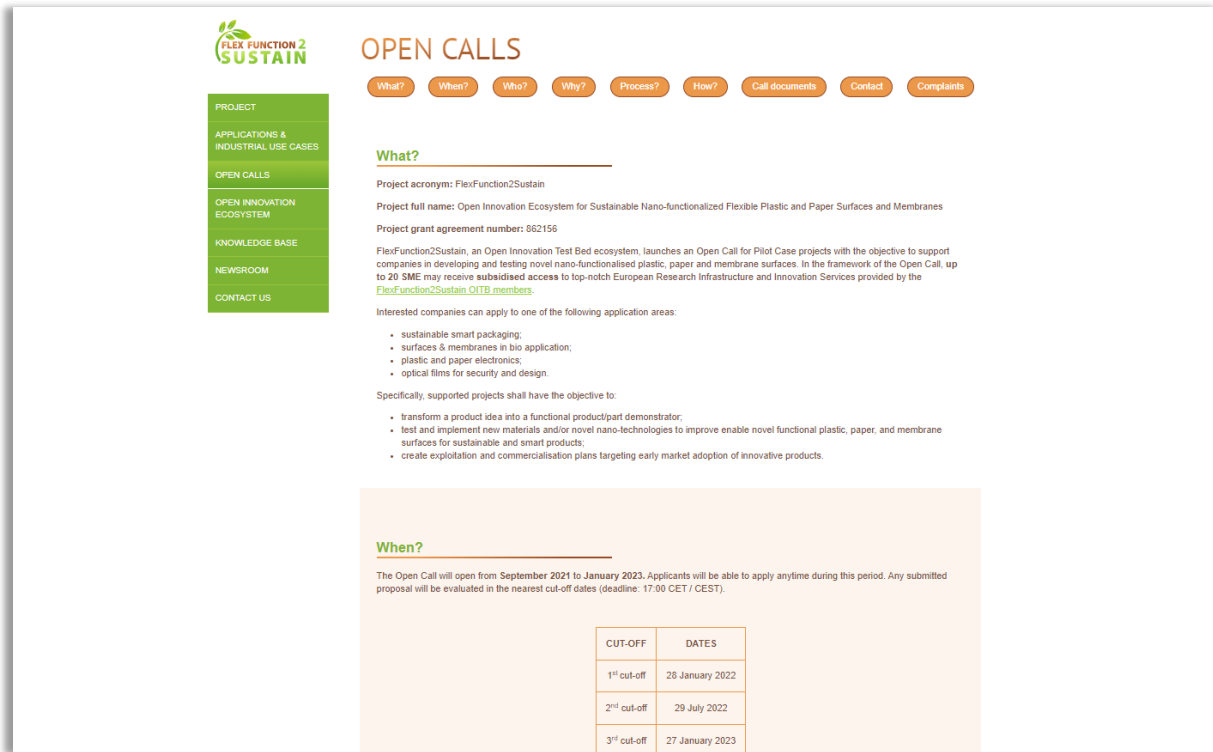 FLEX FUNCTION 2
SUSTAIN
OPEN CALLS
What? When? Who? Why? Process? How? Call documents Contact Complaints
PROJECT
APPLICATIONS &
INDUSTRIAL USE CASES
OPEN CALLS
OPEN INNOVATION
ECOSYSTEM
KNOWLEDGE BASE
NEWSROOM
CONTACT US
What?
Project acronym: FlexFunction2Sustain
Project full name: Open Innovation Ecosystem for Sustainable Nano-functionalized Flexible Plastic and Paper Surfaces and Membranes
Project grant agreement number: 862156
FlexFunction2Sustain, an Open Innovation Test Bed ecosystem, launches an Open Call for Pilot Case projects with the objective to support
companies in developing and testing novel nano-functionalised plastic, paper and membrane surfaces. In the framework of the Open Call, up
to 20 SME may receive subsidised access to top-notch European Research Infrastructure and Innovation Services provided by the
FlexFunction2Sustain OITB members.
Interested companies can apply to one of the following application areas:
• sustainable smart packaging;
• surfaces & membranes in bio application;
• plastic and paper electronics;
• optical films for security and design.
Specifically, supported projects shall have the objective to:
• transform a product idea into a functional product/part demonstrator;
• test and implement new materials and/or novel nano-technologies to improve enable novel functional plastic, paper, and membrane
surfaces for sustainable and smart products;
• create exploitation and commercialisation plans targeting early market adoption of innovative products.
When?
The Open Call will open from September 2021 to January 2023. Applicants will be able to apply anytime during this period. Any submitted
proposal will be evaluated in the nearest cut-off dates (deadline: 17:00 CET / CEST).
CUT-OFF DATES
1st cut-off 28 January 2022
2nd cut-off 29 July 2022
3rd cut-off 27 January 2023